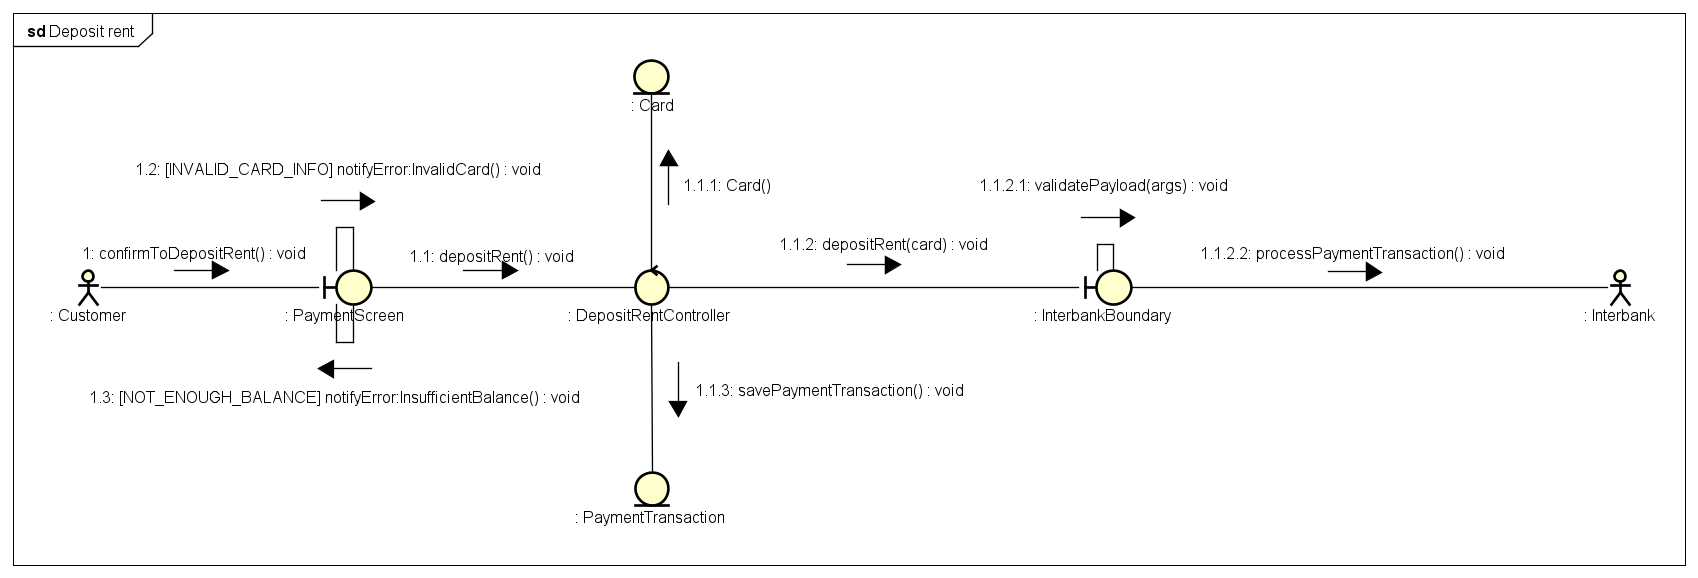 sd Deposit rent
: Card
1.2: [INVALID_CARD_INFO] notifyError:InvalidCard() : void
1.1.1: Card()
1.1.2.1: validatePayload(args) : void
1: confirmToDepositRent() : void
1.1: depositRent() : void
1.1.2: depositRent(card) : void
1.1.2.2: processPaymentTransaction() : void
: Customer
: PaymentScreen
: DepositRentController
: InterbankBoundary
: Interbank
1.3: [NOT_ENOUGH_BALANCE] notifyError:InsufficientBalance() : void
1.1.3: savePaymentTransaction() : void
: PaymentTransaction